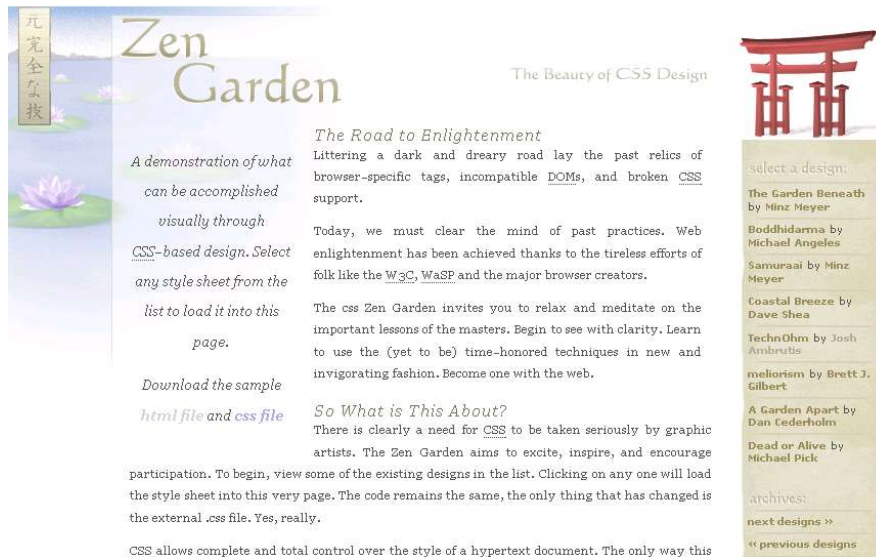 元
完
全
な
技
Zen
Garden
The Beauty of CSS Design
A demonstration of what
can be accomplished
visually through
CSS-based design. Select
any style sheet from the
list to load it into this
page.
Download the sample
html file and css file
The Road to Enlightenment
Littering a dark and dreary road lay the past relics of
browser-specific tags, incompatible DOMs, and broken CSS
support.
Today, we must clear the mind of past practices. Web
enlightenment has been achieved thanks to the tireless efforts of
folk like the W3C, WaSP and the major browser creators.
The css Zen Garden invites you to relax and meditate on the
important lessons of the masters. Begin to see with clarity. Learn
to use the (yet to be) time-honored techniques in new and
invigorating fashion. Become one with the web.
So What is This About?
There is clearly a need for CSS to be taken seriously by graphic
artists. The Zen Garden aims to excite, inspire, and encourage
participation. To begin, view some of the existing designs in the list. Clicking on any one will load
the style sheet into this very page. The code remains the same, the only thing that has changed is
the external .css file. Yes, really.
CSS allows complete and total control over the style of a hypertext document. The only way this
select a design:
The Garden Beneath
by Minz Meyer
Boddhidarma by
Michael Angeles
Samuraai by Minz
Meyer
Coastal Breeze by
Dave Shea
TechnOhm by Josh
Ambrutis
meliorism by Brett J.
Gilbert
A Garden Apart by
Dan Cederholm
Dead or Alive by
Michael Pick
archives:
next designs »
« previous designs